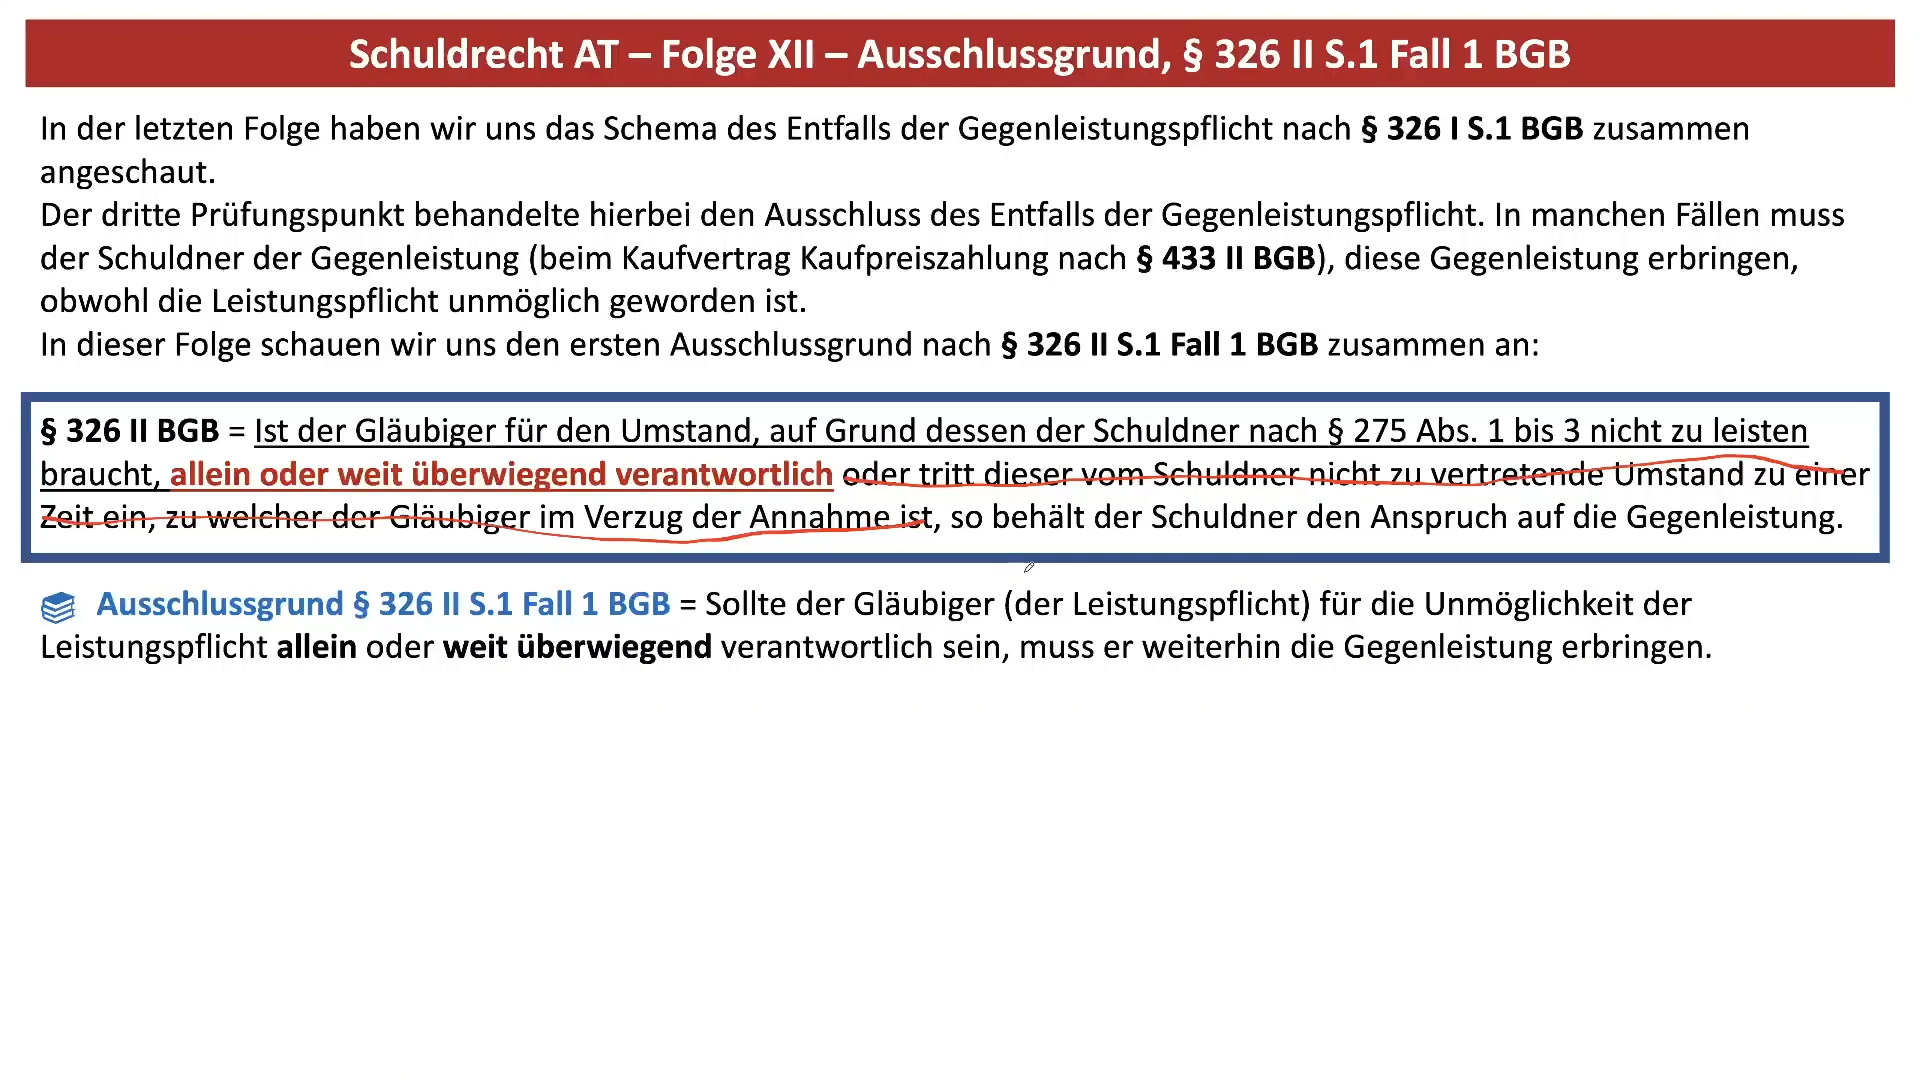 Schuldrecht AT – Folge XII – Ausschlussgrund, § 326 II S.1 Fall 1 BGB
In der letzten Folge haben wir uns das Schema des Entfalls der Gegenleistungspflicht nach § 326 I S.1 BGB zusammen
angeschaut.
Der dritte Prüfungspunkt behandelte hierbei den Ausschluss des Entfalls der Gegenleistungspflicht. In manchen Fällen muss
der Schuldner der Gegenleistung (beim Kaufvertrag Kaufpreiszahlung nach § 433 II BGB), diese Gegenleistung erbringen,
obwohl die Leistungspflicht unmöglich geworden ist.
In dieser Folge schauen wir uns den ersten Ausschlussgrund nach § 326 II S.1 Fall 1 BGB zusammen an:
§ 326 II BGB = Ist der Gläubiger für den Umstand, auf Grund dessen der Schuldner nach § 275 Abs. 1 bis 3 nicht zu leisten
braucht, allein oder weit überwiegend verantwortlich oder tritt dieser vom Schuldner nicht zu vertretende Umstand zu einer
Zeit ein, zu welcher der Gläubiger im Verzug der Annahme ist, so behält der Schuldner den Anspruch auf die Gegenleistung.
Ausschlussgrund § 326 II S.1 Fall 1 BGB = Sollte der Gläubiger (der Leistungspflicht) für die Unmöglichkeit der
Leistungspflicht allein oder weit überwiegend verantwortlich sein, muss er weiterhin die Gegenleistung erbringen.